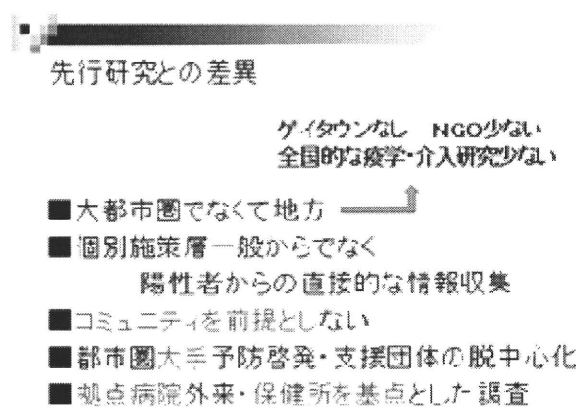 先行研究との差異
ゲイタウンなし NGO少ない
全国的な疫学・介入研究少ない
■大都市圏でなくて地方
■個別施策層一般からでなく
陽性者からの直接的な情報収集
■コミュニティを前提としない
■都市圏大手予防啓発・支援団体の脱中心化
■拠点病院外来・保健所を基点とした調査